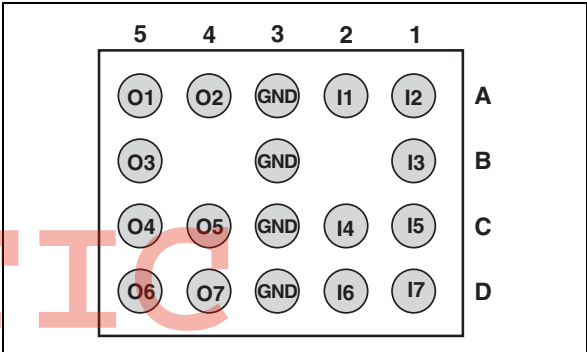 5 4 3 2 1
O1 O2 GND I1 I2 A
O3 GND I3 B
O4 O5 GND I4 I5 C
O6 O7 GND I6 I7 D
TIC